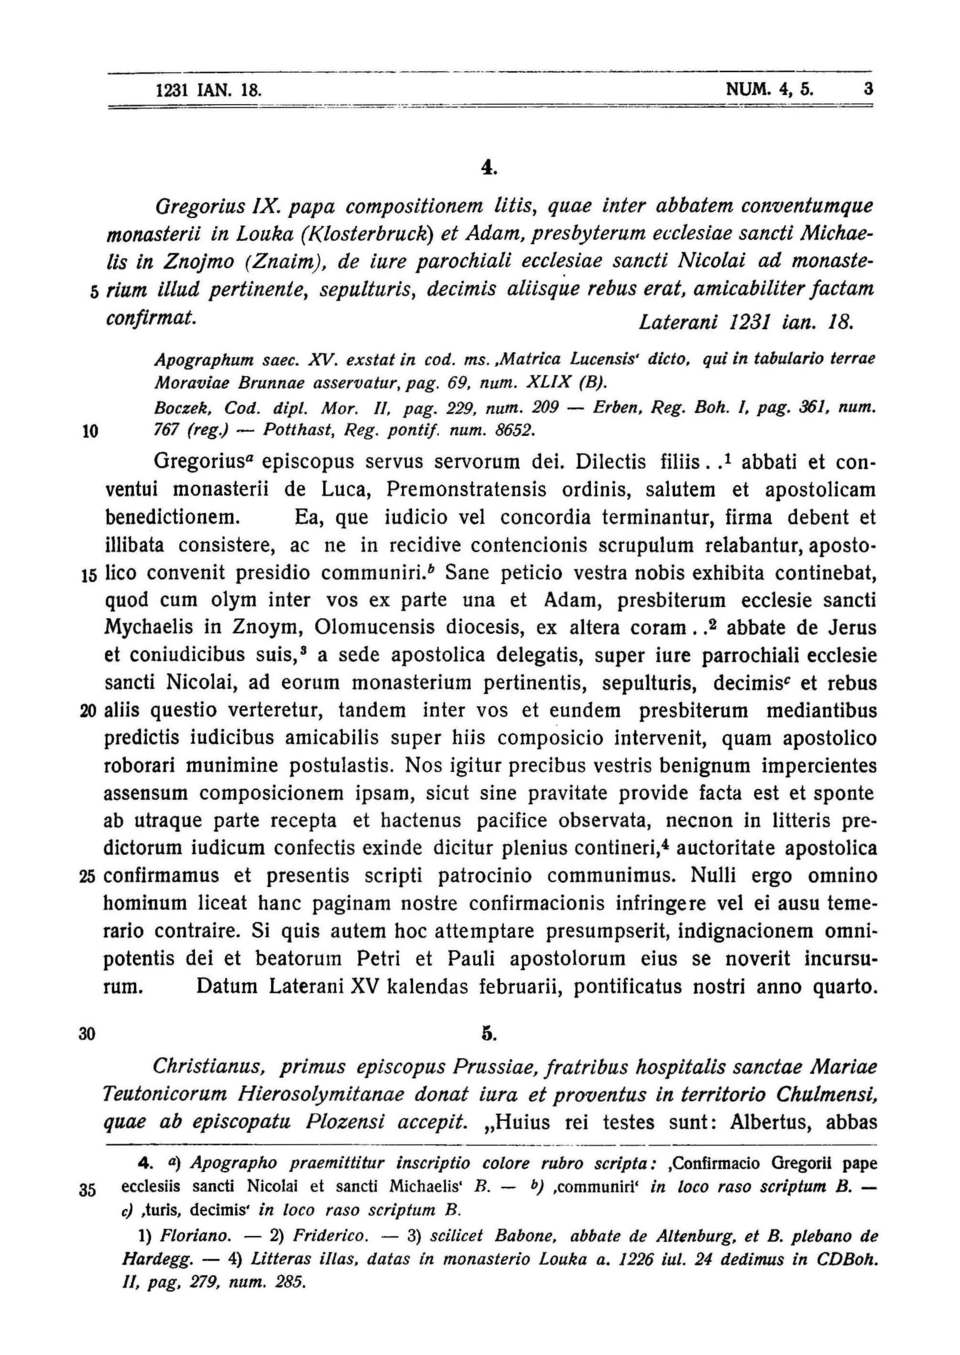 1231 IAN. 18. NUM. 4, 5. 3
4.
Gregorius IX. papa compositionem litis, quae inter abbatem conventumque
monasterii in Louka (Klosterbruck) et Adam, presbyterum ecclesiae sancti Michae-
lis in Znojmo (Znaim), de iure parochiali ecclesiae sancti Nicolai ad monaste-
5 rium illud pertinente, sepulturis, decimis aliisque rebus erat, amicabiliter factam
confirmat. Laterani 1231 ian. 18.
Apographum saec. XV. exstat in cod. ms. ‚Matrica Lucensis‘ dicto, qui in tabulario terrae
Moraviae Brunnae asservatur, pag. 69, num. XLIX (B).
Boczek, Cod. dipl. Mor. II, pag. 229, num. 209 — Erben, Reg. Boh. I, pag. 361, num.
10 767 (reg.) — Potthast, Reg. pontif. num. 8652.
Gregoriusᵃ episcopus servus servorum dei. Dilectis filiis . .¹ abbati et con-
ventui monasterii de Luca, Premonstratensis ordinis, salutem et apostolicam
benedictionem. Ea, que iudicio vel concordia terminantur, firma debent et
illibata consistere, ac ne in recidive contencionis scrupulum relabantur, aposto-
15 lico convenit presidio communiri.ᵇ Sane peticio vestra nobis exhibita continebat,
quod cum olym inter vos ex parte una et Adam, presbiterum ecclesie sancti
Mychaelis in Znoym, Olomucensis diocesis, ex altera coram . .² abbate de Jerus
et coniudicibus suis,³ a sede apostolica delegatis, super iure parrochiali ecclesie
sancti Nicolai, ad eorum monasterium pertinentis, sepulturis, decimisᶜ et rebus
20 aliis questio verteretur, tandem inter vos et eundem presbiterum mediantibus
predictis iudicibus amicabilis super hiis composicio intervenit, quam apostolico
roborari munimine postulastis. Nos igitur precibus vestris benignum impercientes
assensum composicionem ipsam, sicut sine pravitate provide facta est et sponte
ab utraque parte recepta et hactenus pacifice observata, necnon in litteris pre-
dictorum iudicum confectis exinde dicitur plenius contineri,⁴ auctoritate apostolica
25 confirmamus et presentis scripti patrocinio communimus. Nulli ergo omnino
hominum liceat hanc paginam nostre confirmacionis infringere vel ei ausu teme-
rario contraire. Si quis autem hoc attemptare presumpserit, indignacionem omni-
potentis dei et beatorum Petri et Pauli apostolorum eius se noverit incursu-
rum. Datum Laterani XV kalendas februarii, pontificatus nostri anno quarto.
30 5.
Christianus, primus episcopus Prussiae, fratribus hospitalis sanctae Mariae
Teutonicorum Hierosolymitanae donat iura et proventus in territorio Chulmensi,
quae ab episcopatu Plozensi accepit. „Huius rei testes sunt: Albertus, abbas
4. a) Apographo praemittitur inscriptio colore rubro scripta: ‚Confirmacio Gregorii pape
35 ecclesiis sancti Nicolai et sancti Michaelis‘ B. — b) ‚communiri‘ in loco raso scriptum B. —
c) ‚turis, decimis‘ in loco raso scriptum B.
1) Floriano. — 2) Friderico. — 3) scilicet Babone, abbate de Altenburg, et B. plebano de
Hardegg. — 4) Litteras illas, datas in monasterio Louka a. 1226 iul. 24 dedimus in CDBoh.
II, pag, 279, num. 285.